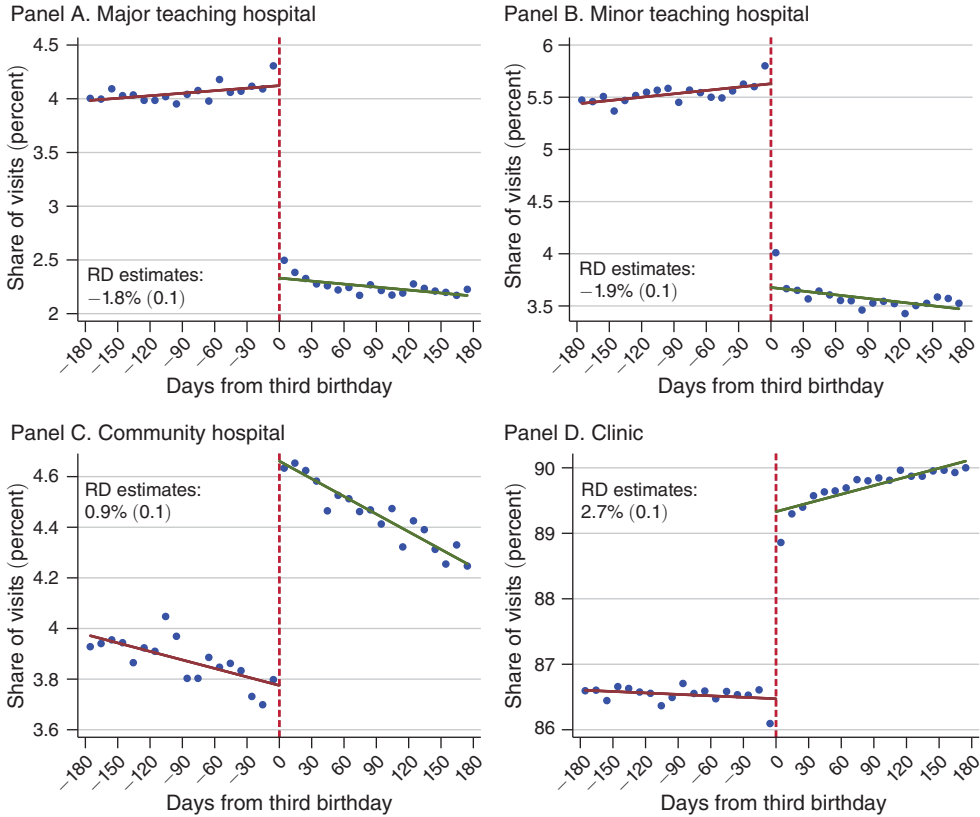 Panel A. Major teaching hospital
Share of visits (percent)
4.5
4
3.5
3
2.5
2
RD estimates:
−1.8% (0.1)
−180 −150 −120 −90 −60 −30 0 30 60 90 120 150 180
Days from third birthday
Panel B. Minor teaching hospital
Share of visits (percent)
6
5.5
5
4.5
4
3.5
RD estimates:
−1.9% (0.1)
−180 −150 −120 −90 −60 −30 0 30 60 90 120 150 180
Days from third birthday
Panel C. Community hospital
Share of visits (percent)
4.6
4.4
4.2
4
3.8
3.6
RD estimates:
0.9% (0.1)
−180 −150 −120 −90 −60 −30 0 30 60 90 120 150 180
Days from third birthday
Panel D. Clinic
Share of visits (percent)
90
89
88
87
86
RD estimates:
2.7% (0.1)
−180 −150 −120 −90 −60 −30 0 30 60 90 120 150 180
Days from third birthday